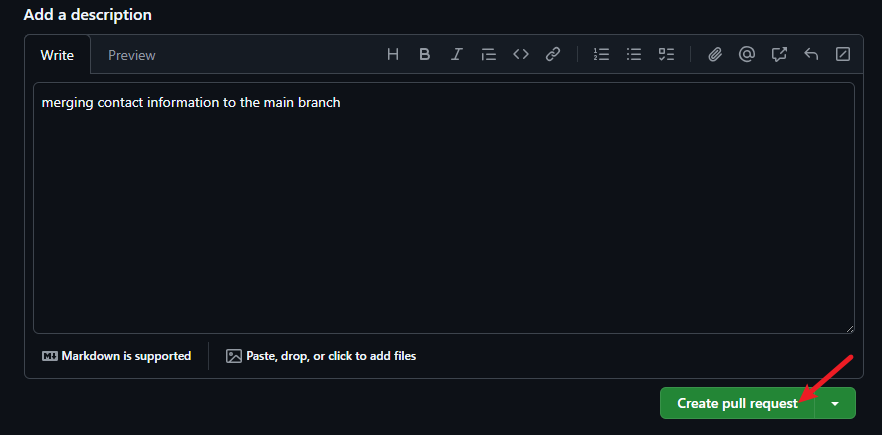 Add a description
Write
Preview
H B I
merging contact information to the main branch
Markdown is supported
Paste, drop, or click to add files
Create pull request